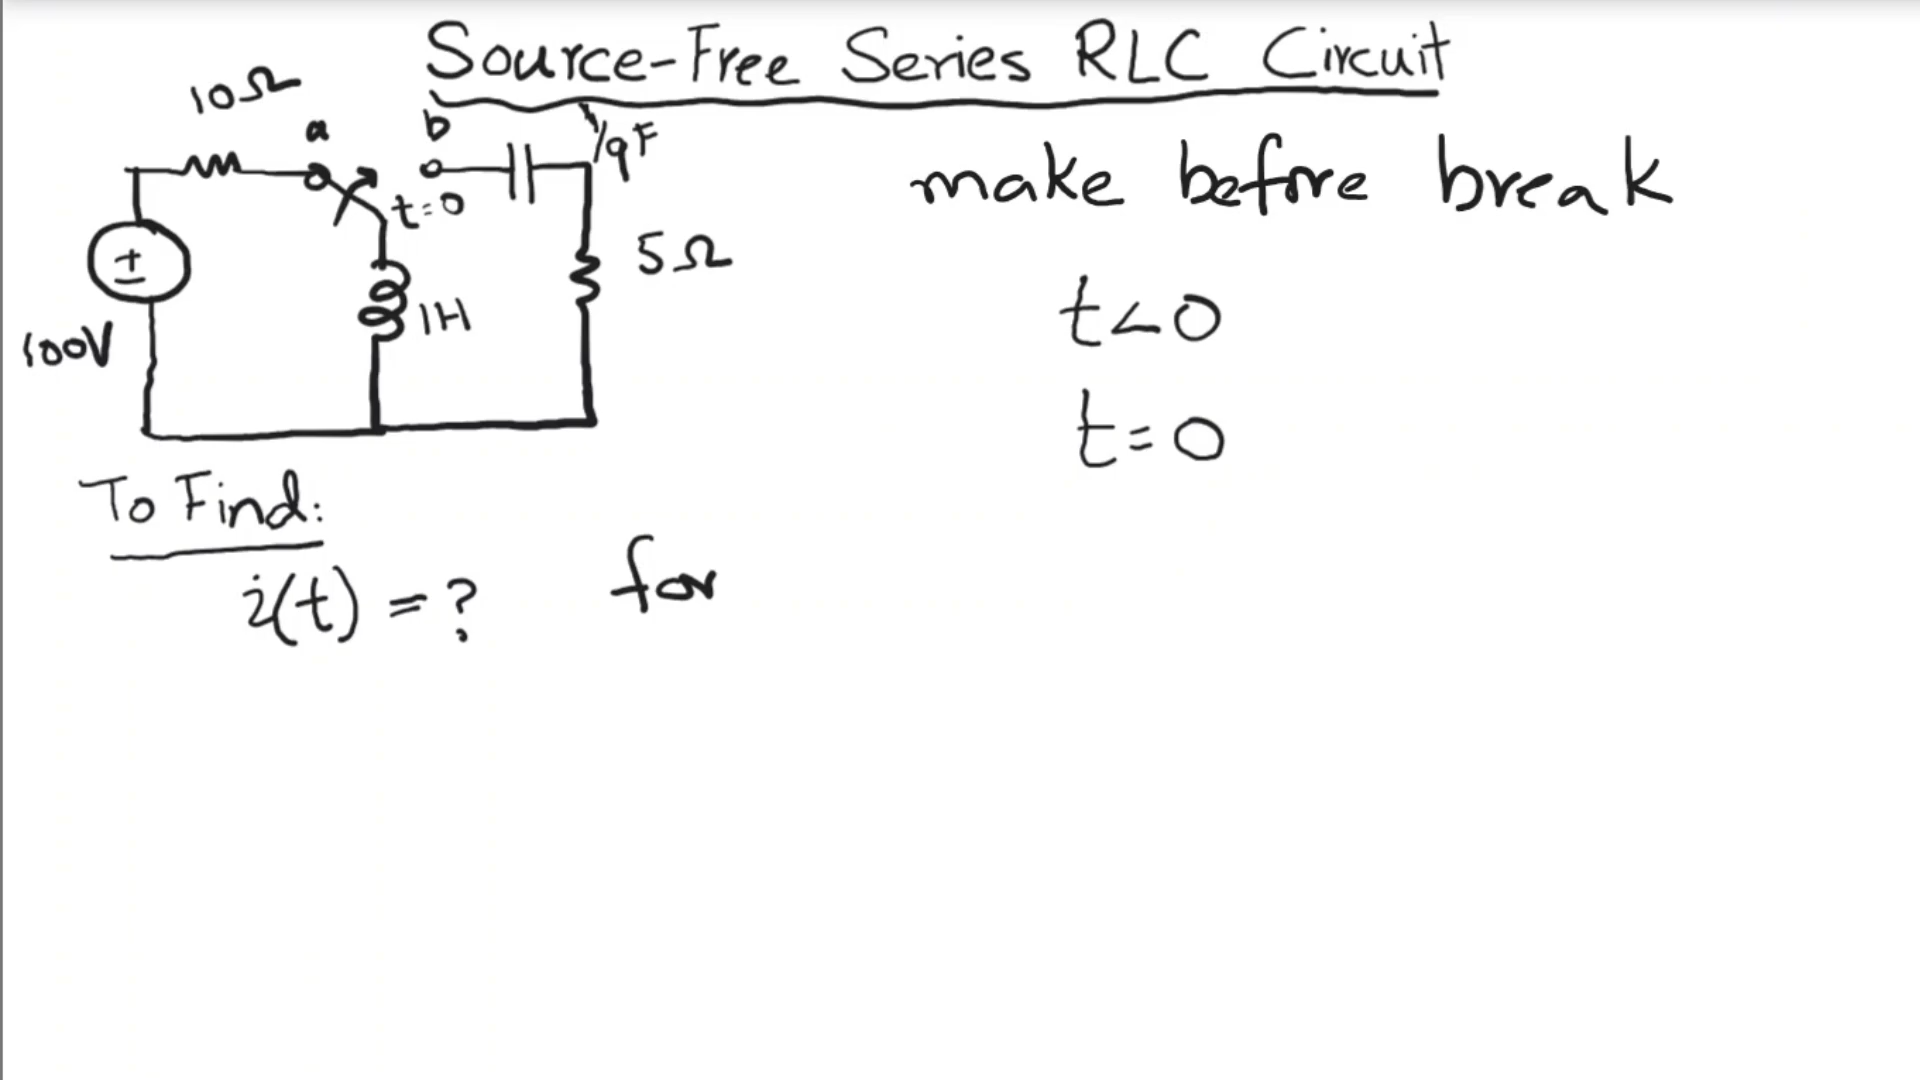 Source-Free Series RLC Circuit
10Ω
a
b
1/9F
make before break
t=0
5Ω
t<0
±
1H
100V
t=0
To Find:
i(t) = ? for